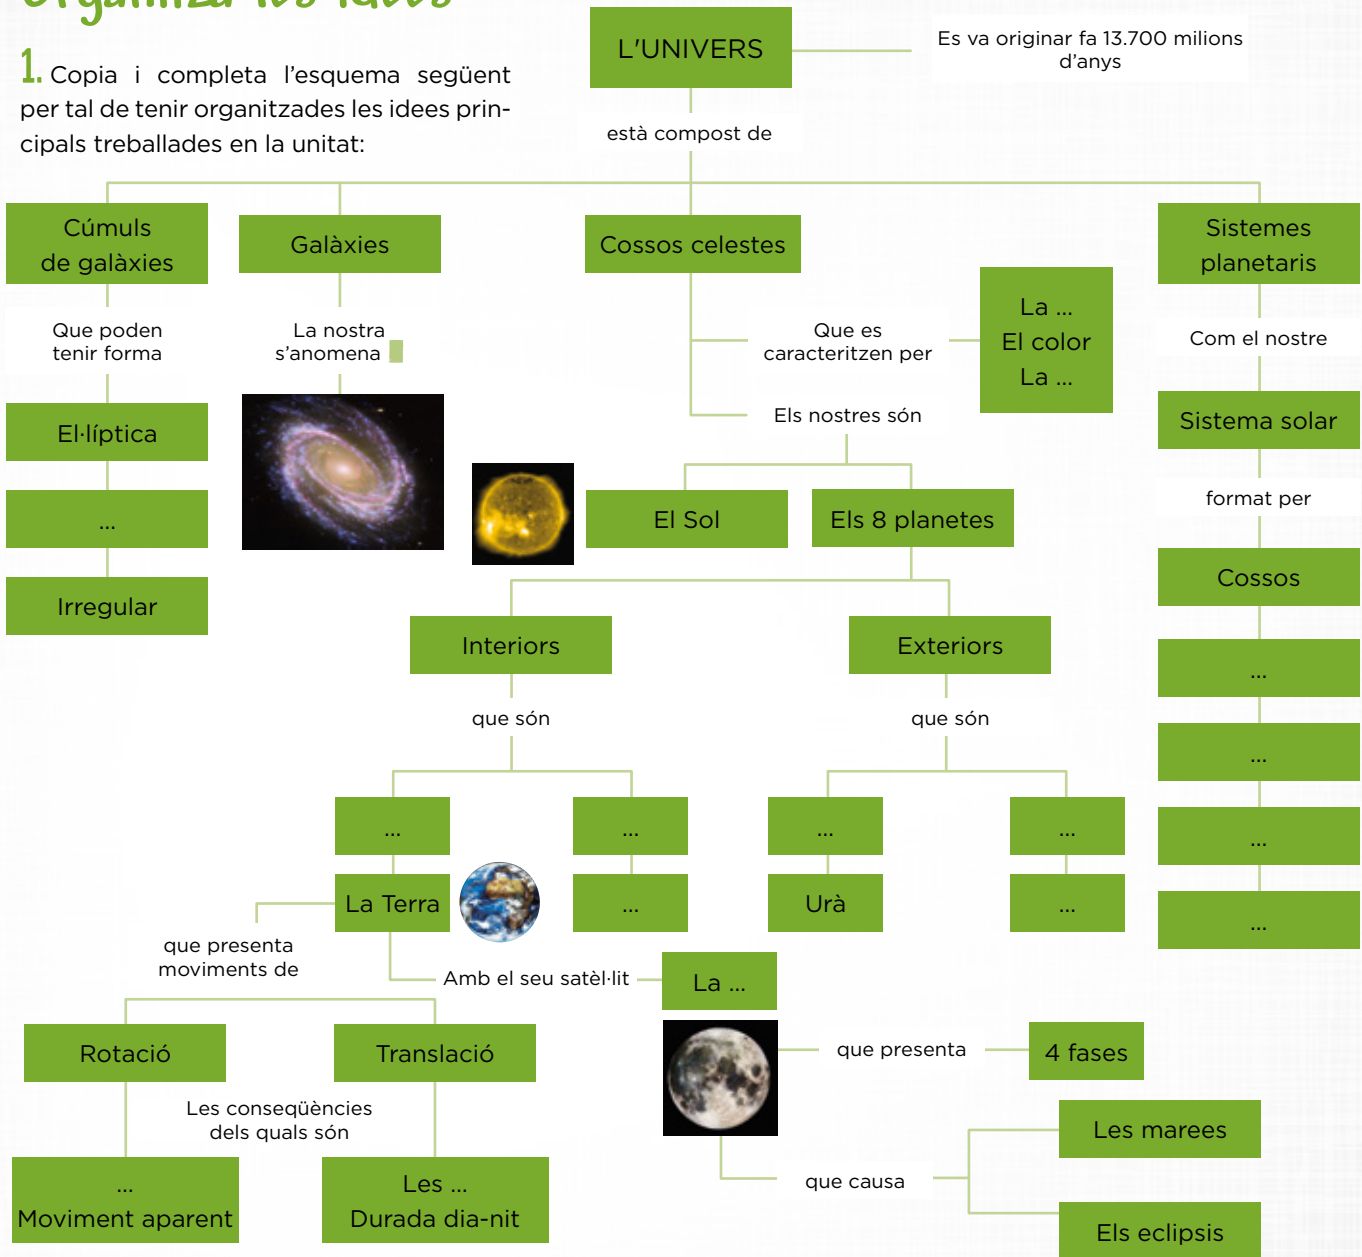 Organitza les idees
1. Copia i completa l'esquema següent
per tal de tenir organitzades les idees prin-
cipals treballades en la unitat:
L'UNIVERS
Es va originar fa 13.700 milions
d'anys
està compost de
Cúmuls
de galàxies
Galàxies
Cossos celestes
Sistemes
planetaris
Que poden
tenir forma
La nostra
s'anomena
Que es
caracteritzen per
La ...
El color
La ...
Com el nostre
El·líptica
Els nostres són
Sistema solar
...
El Sol
Els 8 planetes
format per
Irregular
Cossos
Interiors
Exteriors
...
que són
que són
...
...
...
...
...
...
La Terra
...
Urà
...
...
que presenta
moviments de
Amb el seu satèl·lit
La ...
Rotació
Translació
que presenta
4 fases
Les conseqüències
dels quals són
Les marees
...
Moviment aparent
Les ...
Durada dia-nit
que causa
Els eclipsis